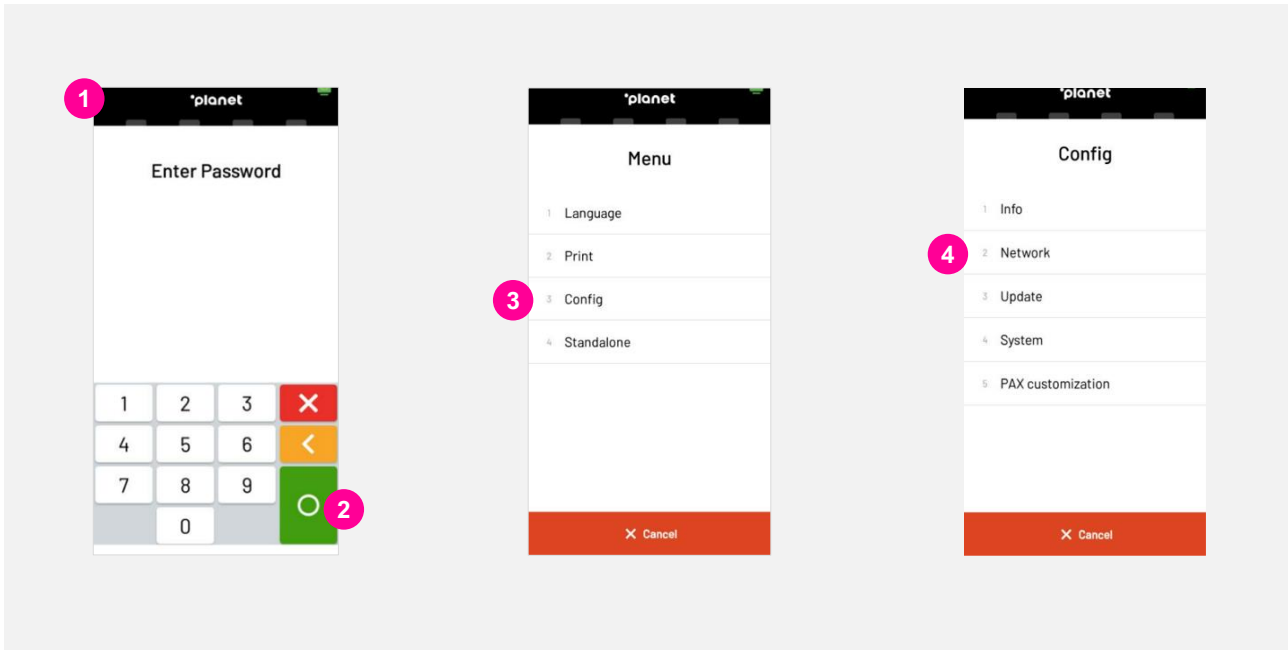 1
planet
Enter Password
1 2 3
4 5 6
7 8 9
0
2
planet
Menu
1 Language
2 Print
3 3 Config
4 Standalone
X Cancel
planet
Config
1 Info
4 2 Network
3 Update
4 System
5 PAX customization
X Cancel